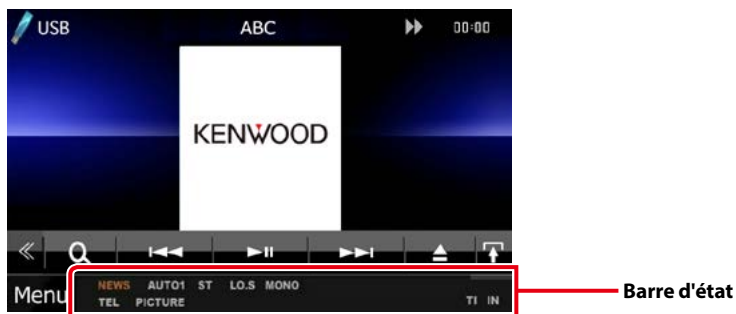 USB ABC 00:00
KENWOOD
Menu NEWS AUTO1 ST LO.S MONO
TEL PICTURE TI IN
Barre d'état